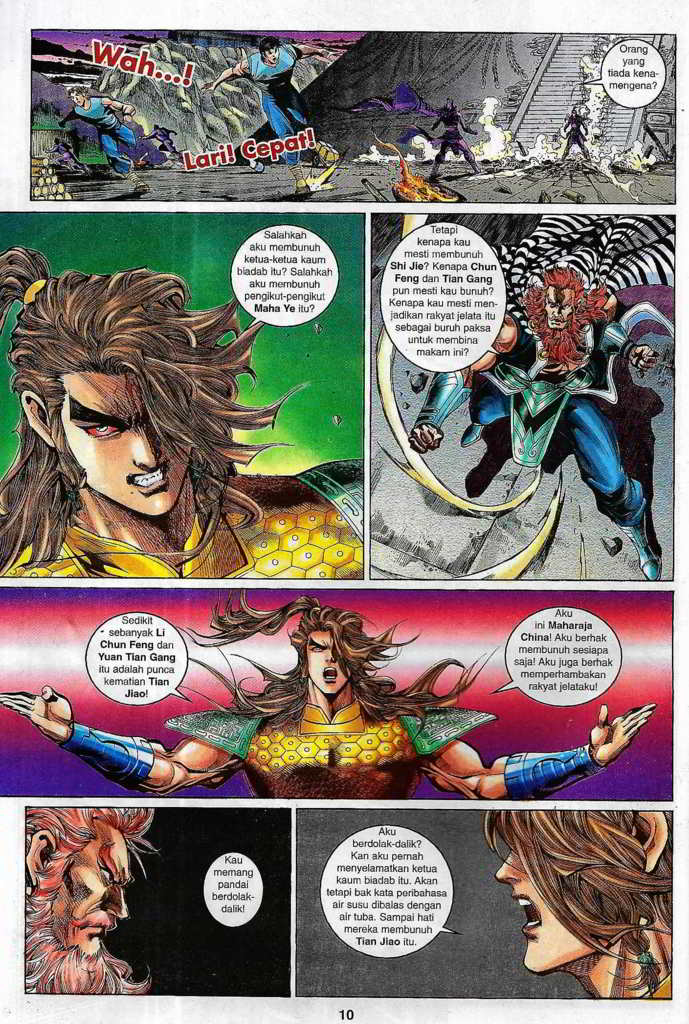 Wah...!
Lari! Cepat!
Orang
yang
tiada kena-
mengena?
Salahkah
aku membunuh
ketua-ketua kaum
biadab itu? Salahkah
aku membunuh
pengikut-pengikut
Maha Ye itu?
Tetapi
kenapa kau
mesti membunuh
Shi Jie? Kenapa Chun
Feng dan Tian Gang
pun mesti kau bunuh?
Kenapa kau mesti men-
jadikan rakyat jelata itu
sebagai buruh paksa
untuk membina
makam ini?
Sedikit
sebanyak Li
Chun Feng dan
Yuan Tian Gang
itu adalah punca
kematian Tian
Jiao!
Aku
ini Maharaja
China! Aku berhak
membunuh sesiapa
saja! Aku juga berhak
memperhambakan
rakyat jelataku!
Kau
memang
pandai
berdolak-
dalik!
Aku
berdolak-dalik?
Kan aku pernah
menyelamatkan ketua
kaum biadab itu. Akan
tetapi bak kata peribahasa
air susu dibalas dengan
air tuba. Sampai hati
mereka membunuh
Tian Jiao itu.
10